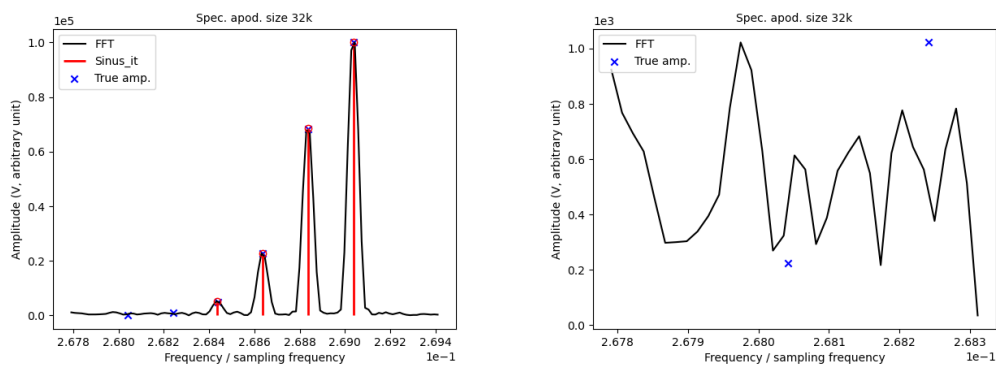 Spec. apod. size 32k
1e5
FFT
Sinus_it
True amp.
1.0
0.8
0.6
0.4
0.2
0.0
Amplitude (V, arbitrary unit)
2.678 2.680 2.682 2.684 2.686 2.688 2.690 2.692 2.694
1e−1
Frequency / sampling frequency
Spec. apod. size 32k
1e3
FFT
True amp.
1.0
0.8
0.6
0.4
0.2
0.0
Amplitude (V, arbitrary unit)
2.678 2.679 2.680 2.681 2.682 2.683
1e−1
Frequency / sampling frequency